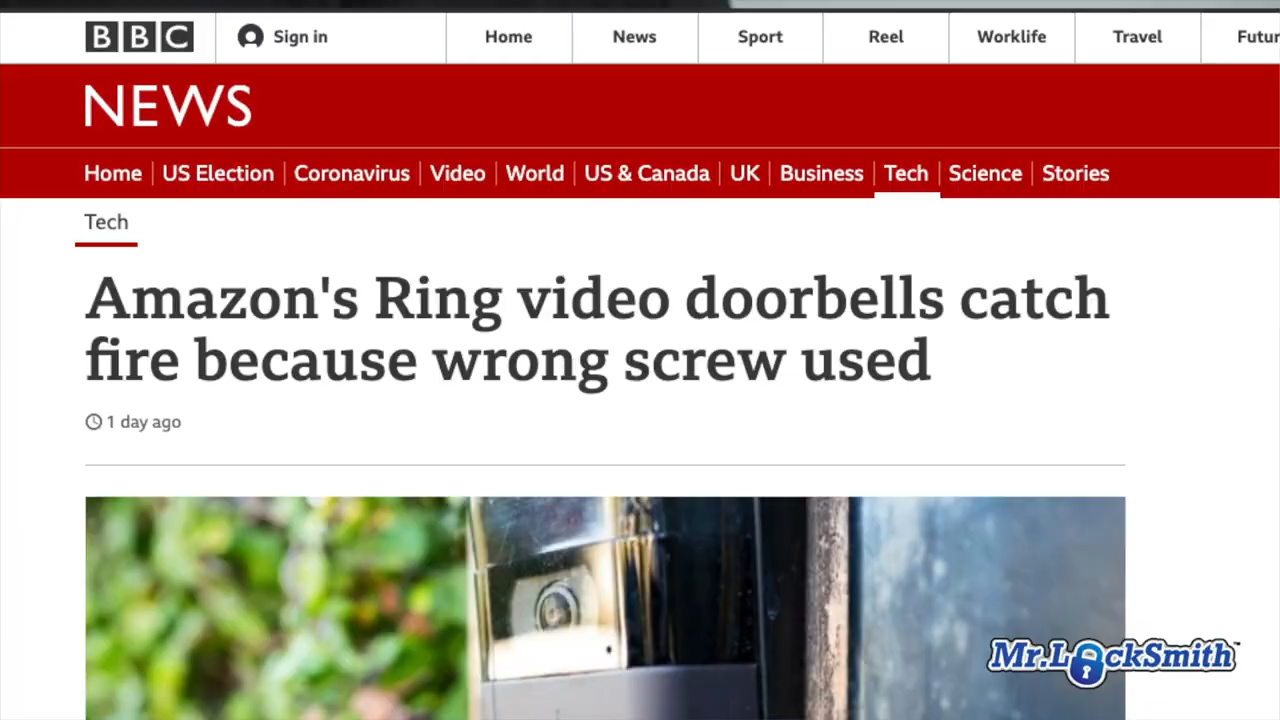 BBC Sign in Home News Sport Reel Worklife Travel Futur
NEWS
Home US Election Coronavirus Video World US & Canada UK Business Tech Science Stories
Tech
Amazon's Ring video doorbells catch
fire because wrong screw used
1 day ago
Mr.LockSmith™